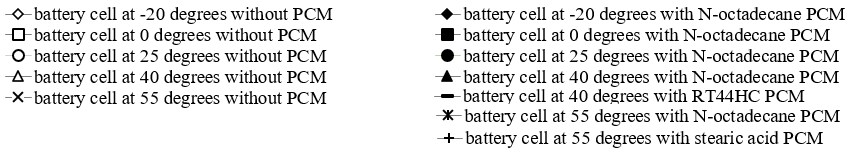 battery cell at -20 degrees without PCM
battery cell at 0 degrees without PCM
battery cell at 25 degrees without PCM
battery cell at 40 degrees without PCM
battery cell at 55 degrees without PCM
battery cell at -20 degrees with N-octadecane PCM
battery cell at 0 degrees with N-octadecane PCM
battery cell at 25 degrees with N-octadecane PCM
battery cell at 40 degrees with N-octadecane PCM
battery cell at 40 degrees with RT44HC PCM
battery cell at 55 degrees with N-octadecane PCM
battery cell at 55 degrees with stearic acid PCM